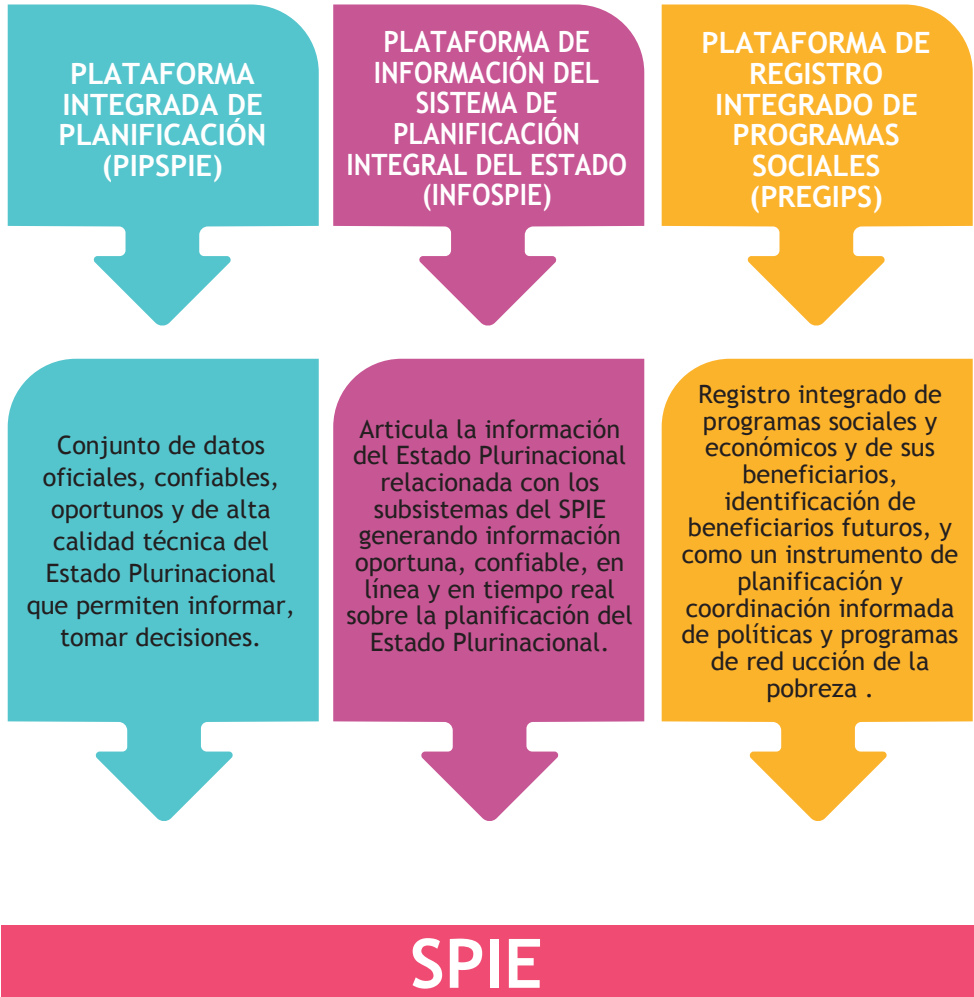 PLATAFORMA
INTEGRADA DE
PLANIFICACIÓN
(PIPSPIE)
PLATAFORMA DE
INFORMACIÓN DEL
SISTEMA DE
PLANIFICACIÓN
INTEGRAL DEL ESTADO
(INFOSPIE)
PLATAFORMA DE
REGISTRO
INTEGRADO DE
PROGRAMAS
SOCIALES
(PREGIPS)
Conjunto de datos
oficiales, confiables,
oportunos y de alta
calidad técnica del
Estado Plurinacional
que permiten informar,
tomar decisiones.
Articula la información
del Estado Plurinacional
relacionada con los
subsistemas del SPIE
generando información
oportuna, confiable, en
línea y en tiempo real
sobre la planificación del
Estado Plurinacional.
Registro integrado de
programas sociales y
económicos y de sus
beneficiarios,
identificación de
beneficiarios futuros, y
como un instrumento de
planificación y
coordinación informada
de políticas y programas
de red ucción de la
pobreza .
SPIE